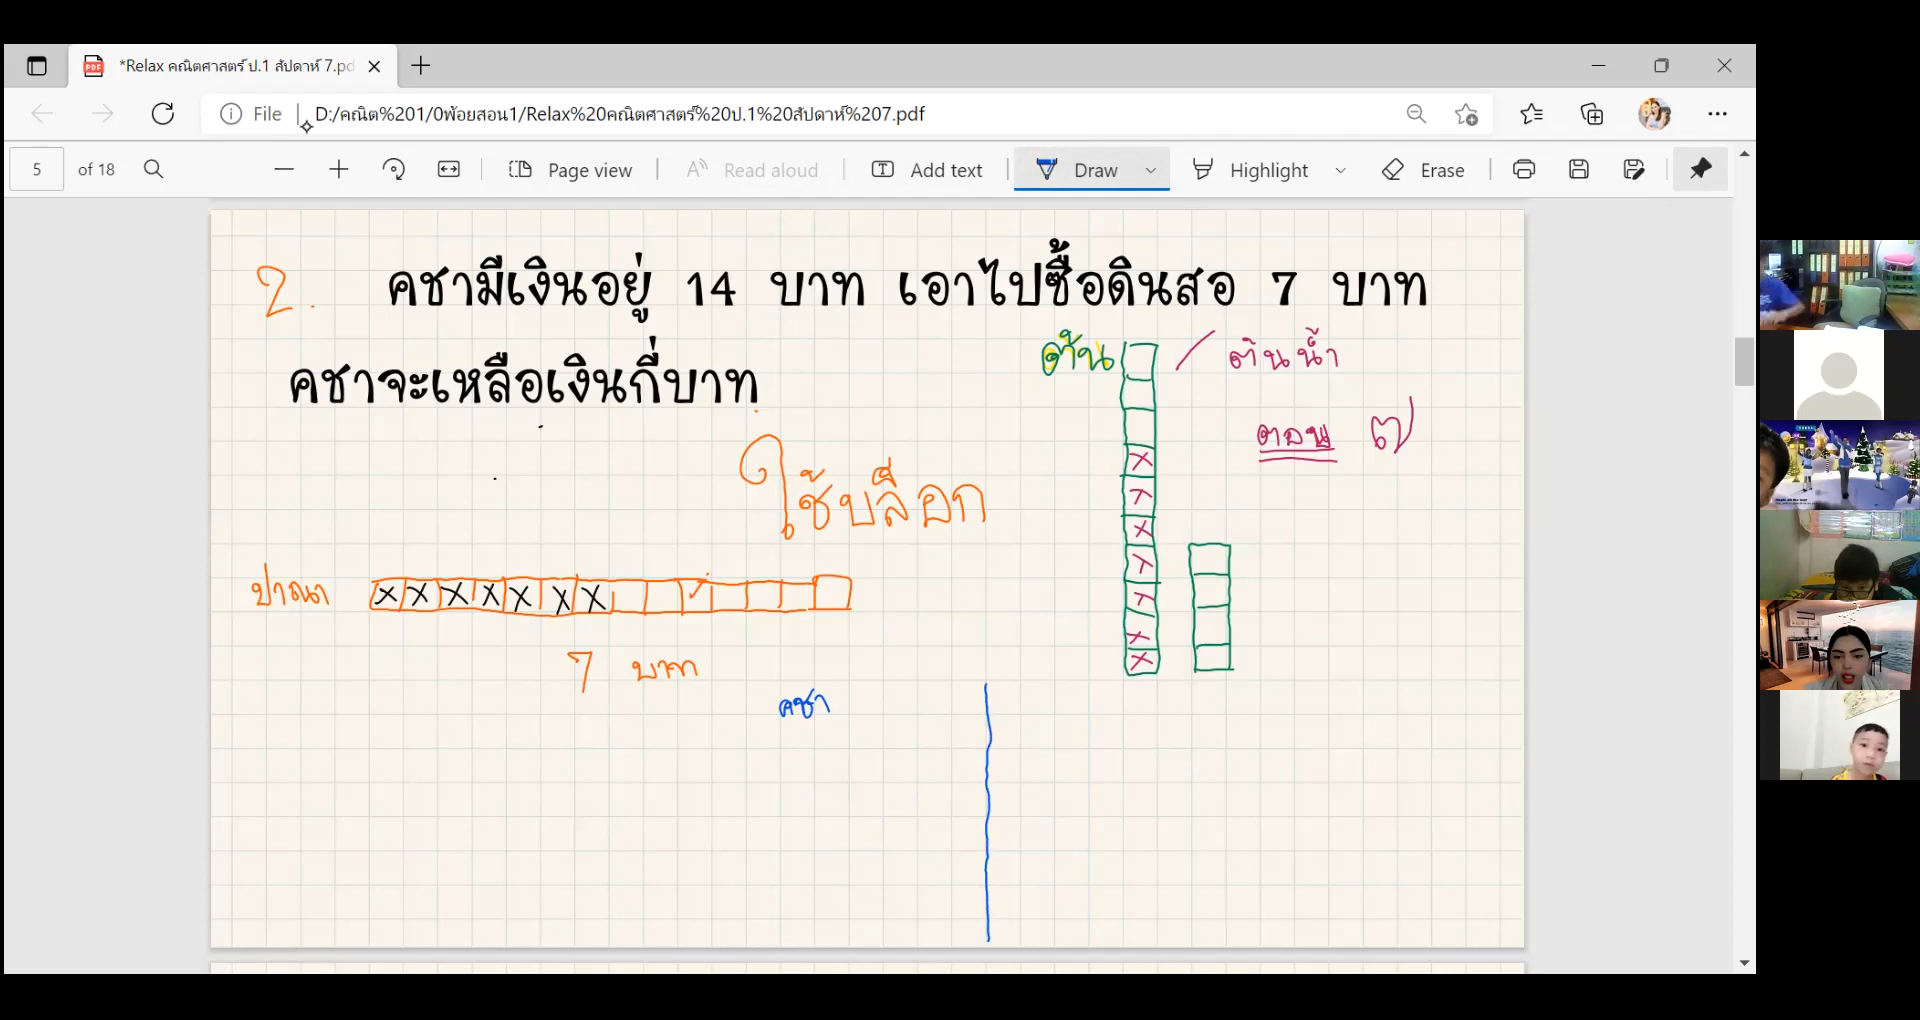 *Relax คณิตศาสตร์ ป.1 สัปดาห์ 7.pd
File D:/คณิต%201/0พ้อยสอน1/Relax%20คณิตศาสตร์%20ป.1%20สัปดาห์%207.pdf
5 of 18 Page view Read aloud Add text Draw Highlight Erase
2. คชามีเงินอยู่ 14 บาท เอาไปซื้อดินสอ 7 บาท
คชาจะเหลือเงินกี่บาท
ต้น / ต้นน้ำ
ตอบ ๗
ใช้บล็อก
ปาณา
7 บาท
คชา